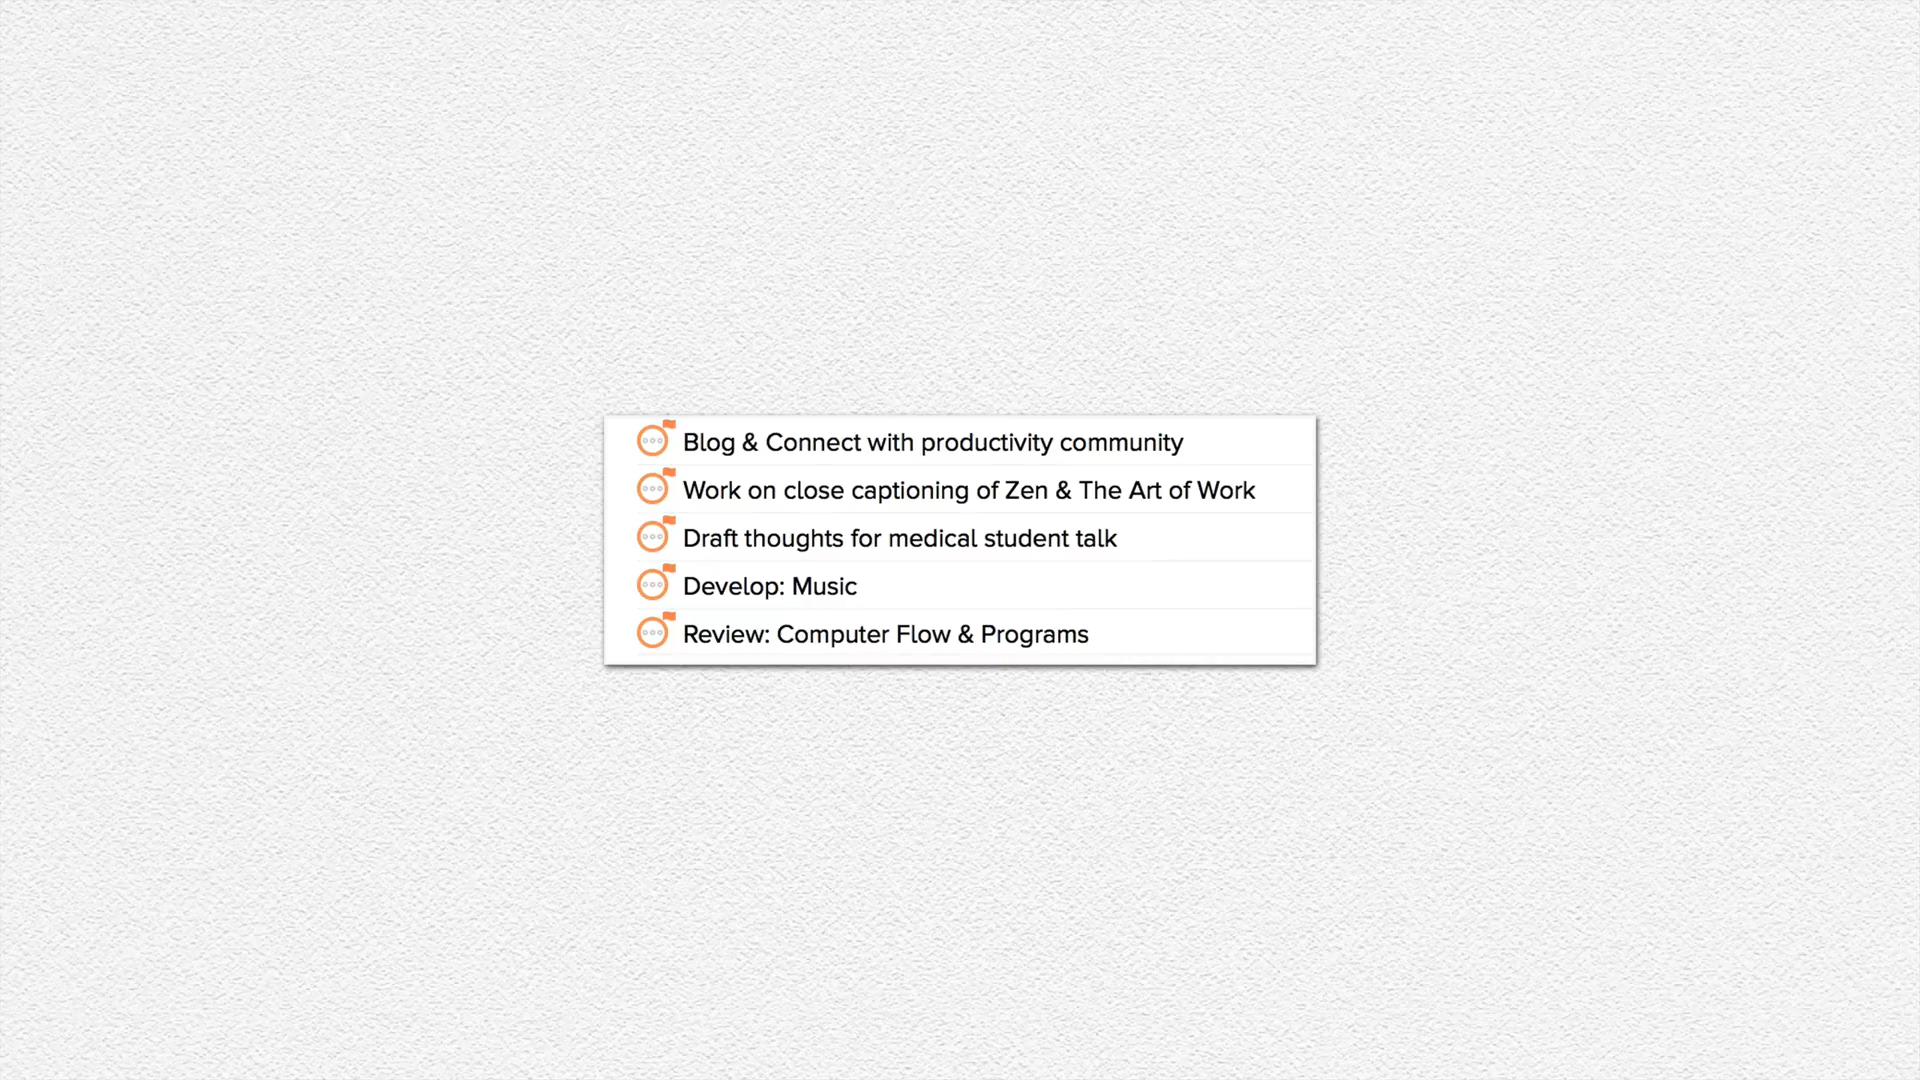 Blog & Connect with productivity community
Work on close captioning of Zen & The Art of Work
Draft thoughts for medical student talk
Develop: Music
Review: Computer Flow & Programs